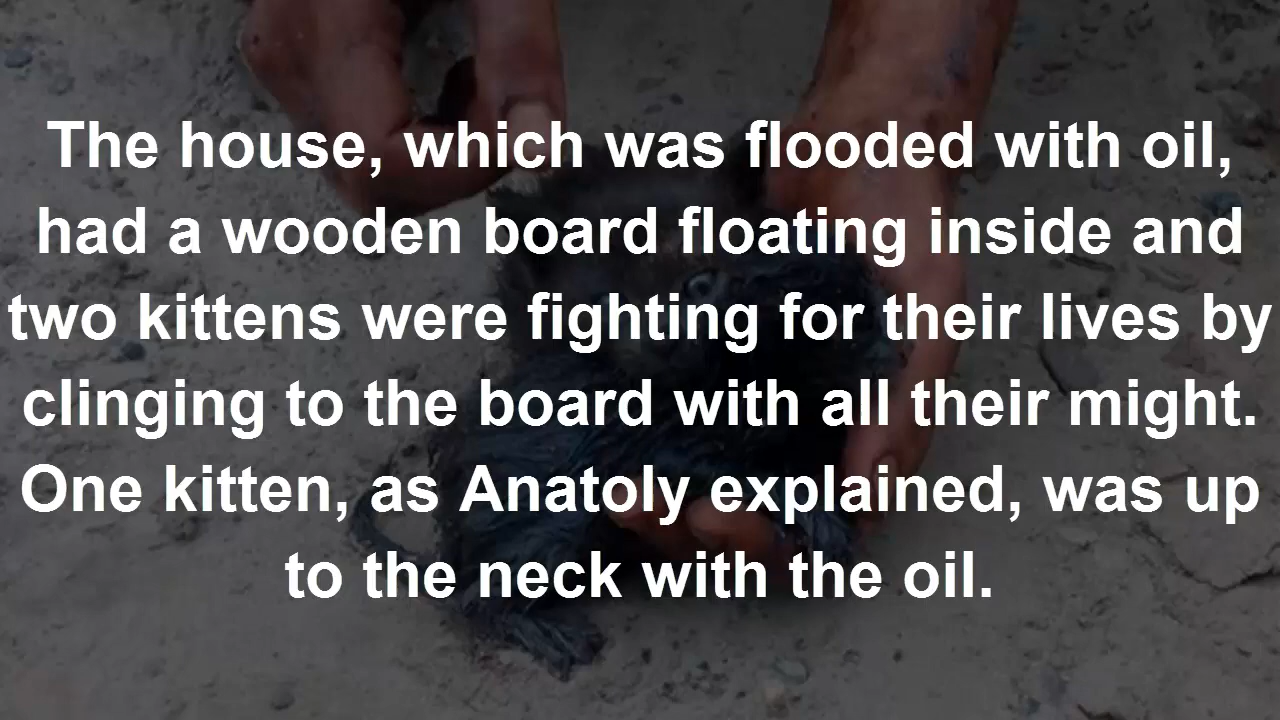 The house, which was flooded with oil,
had a wooden board floating inside and
two kittens were fighting for their lives by
clinging to the board with all their might.
One kitten, as Anatoly explained, was up
to the neck with the oil.